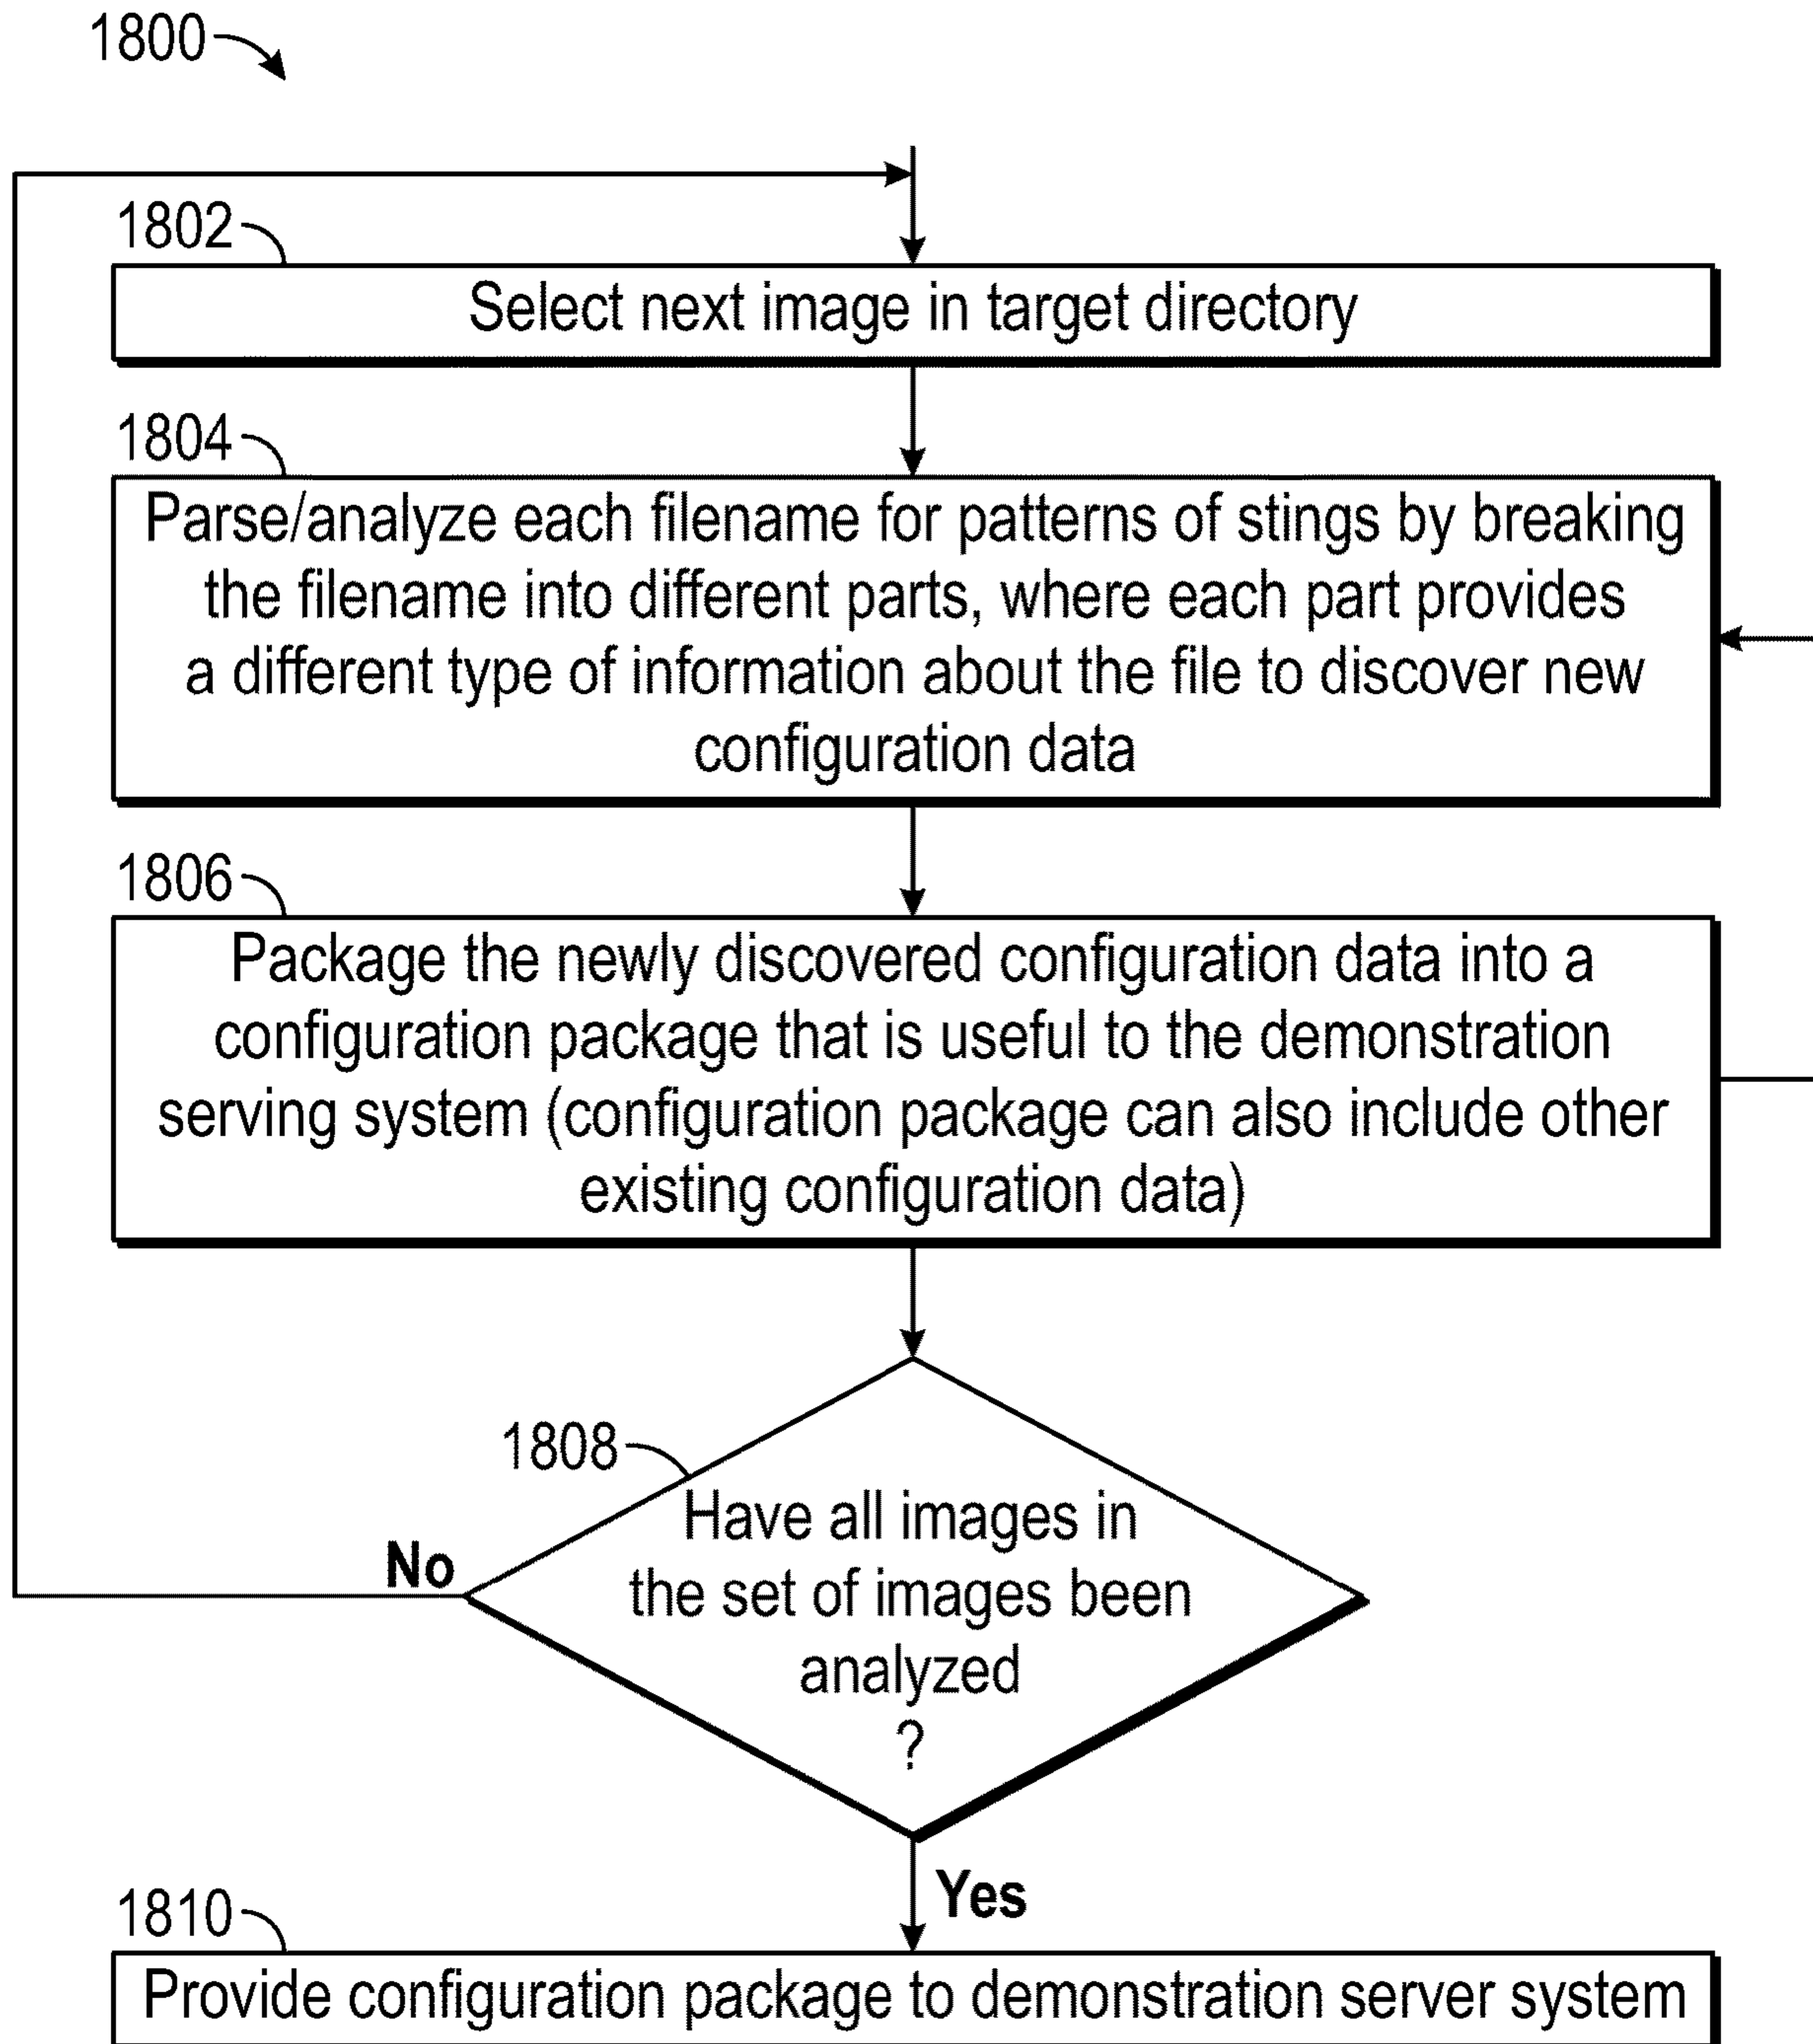 1800
1802
Select next image in target directory
1804
Parse/analyze each filename for patterns of stings by breaking
the filename into different parts, where each part provides
a different type of information about the file to discover new
configuration data
1806
Package the newly discovered configuration data into a
configuration package that is useful to the demonstration
serving system (configuration package can also include other
existing configuration data)
1808
Have all images in
the set of images been
analyzed
?
No
Yes
1810
Provide configuration package to demonstration server system